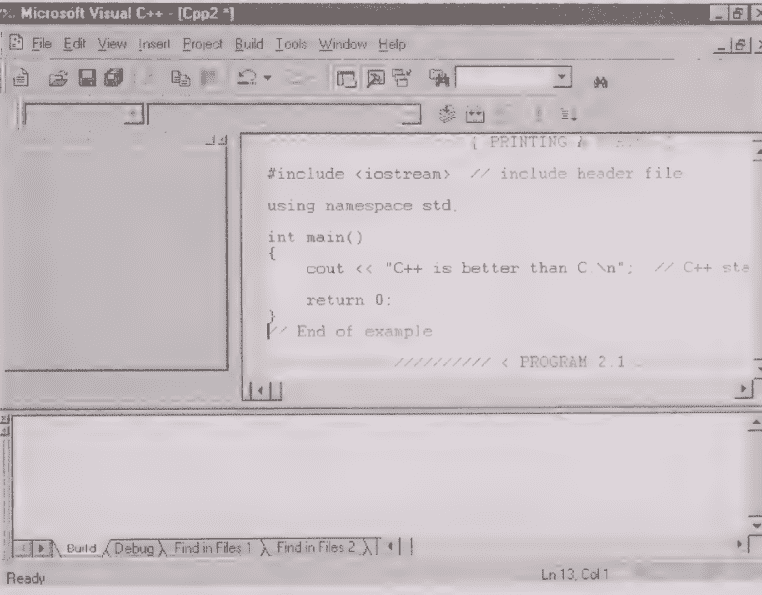 Microsoft Visual C++ - [Cpp2 *]
File Edit View Insert Project Build Tools Window Help
( PRINTING
#include <iostream> // include header file
using namespace std.
int main()
{
cout << "C++ is better than C.\n"; // C++ sta
return 0;
}
// End of example
////////// < PROGRAM 2.1
Build Debug Find in Files 1 Find in Files 2
Ready
Ln 13, Col 1